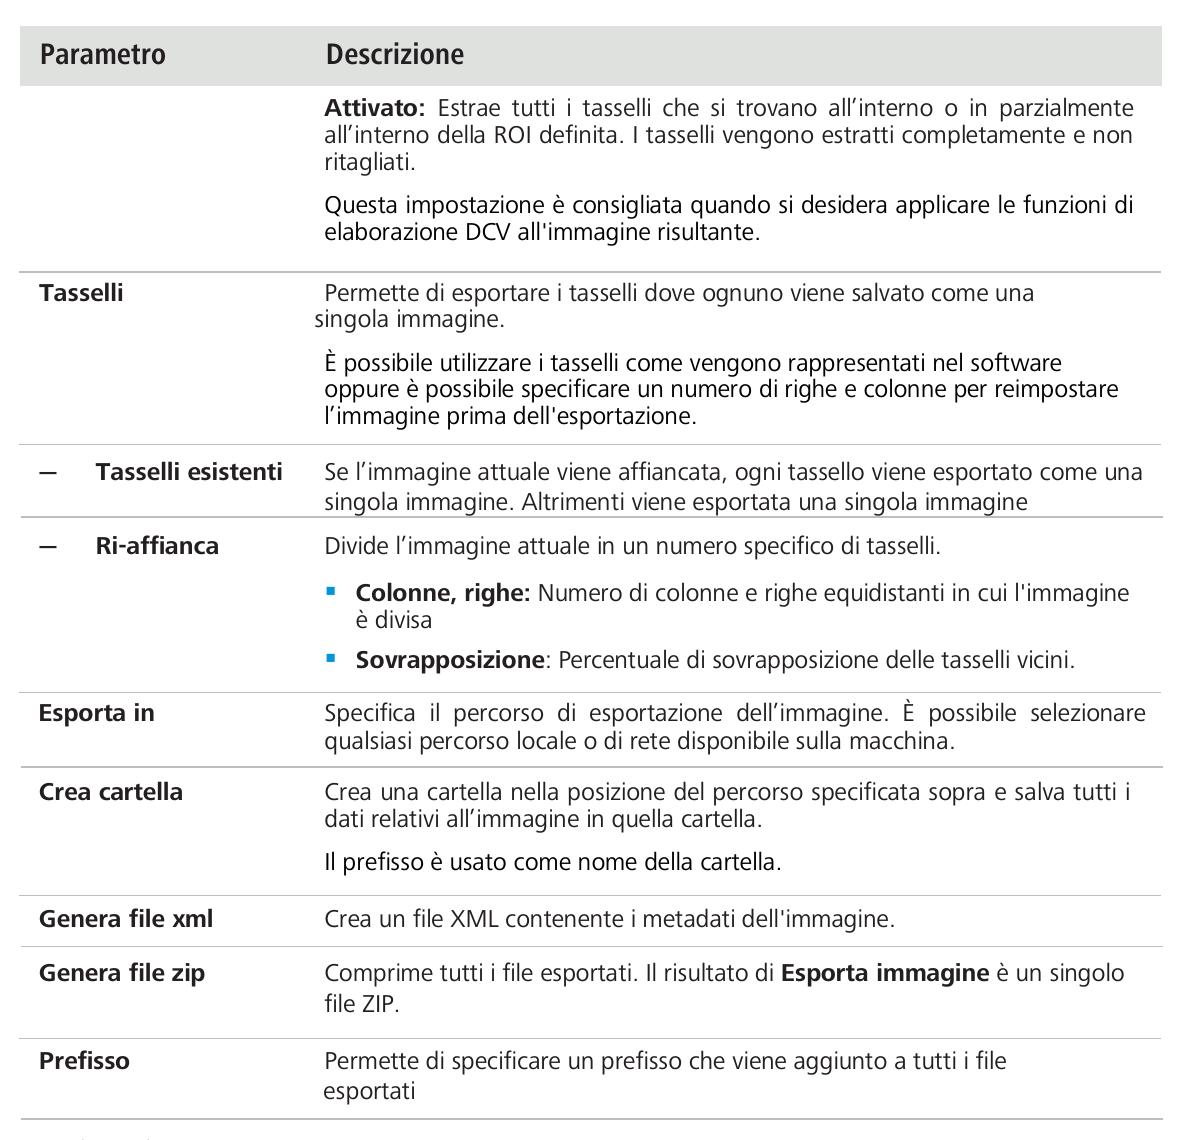 Parametro Descrizione
Attivato: Estrae tutti i tasselli che si trovano all’interno o in parzialmente
all’interno della ROI definita. I tasselli vengono estratti completamente e non
ritagliati.
Questa impostazione è consigliata quando si desidera applicare le funzioni di
elaborazione DCV all'immagine risultante.
Tasselli Permette di esportare i tasselli dove ognuno viene salvato come una
singola immagine.
È possibile utilizzare i tasselli come vengono rappresentati nel software
oppure è possibile specificare un numero di righe e colonne per reimpostare
l’immagine prima dell'esportazione.
— Tasselli esistenti Se l’immagine attuale viene affiancata, ogni tassello viene esportato come una
singola immagine. Altrimenti viene esportata una singola immagine
— Ri-affianca Divide l’immagine attuale in un numero specifico di tasselli.
▪ Colonne, righe: Numero di colonne e righe equidistanti in cui l'immagine
è divisa
▪ Sovrapposizione: Percentuale di sovrapposizione delle tasselli vicini.
Esporta in Specifica il percorso di esportazione dell’immagine. È possibile selezionare
qualsiasi percorso locale o di rete disponibile sulla macchina.
Crea cartella Crea una cartella nella posizione del percorso specificata sopra e salva tutti i
dati relativi all’immagine in quella cartella.
Il prefisso è usato come nome della cartella.
Genera file xml Crea un file XML contenente i metadati dell'immagine.
Genera file zip Comprime tutti i file esportati. Il risultato di Esporta immagine è un singolo
file ZIP.
Prefisso Permette di specificare un prefisso che viene aggiunto a tutti i file
esportati